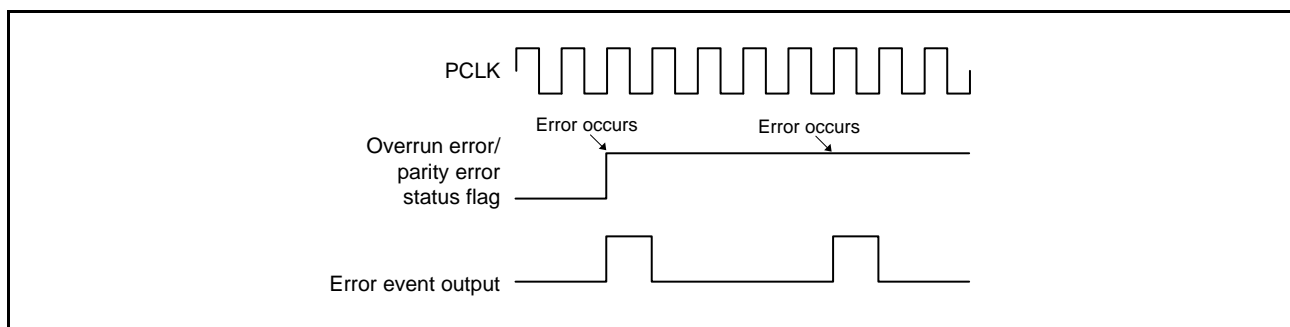 PCLK
Error occurs
Error occurs
Overrun error/
parity error
status flag
Error event output